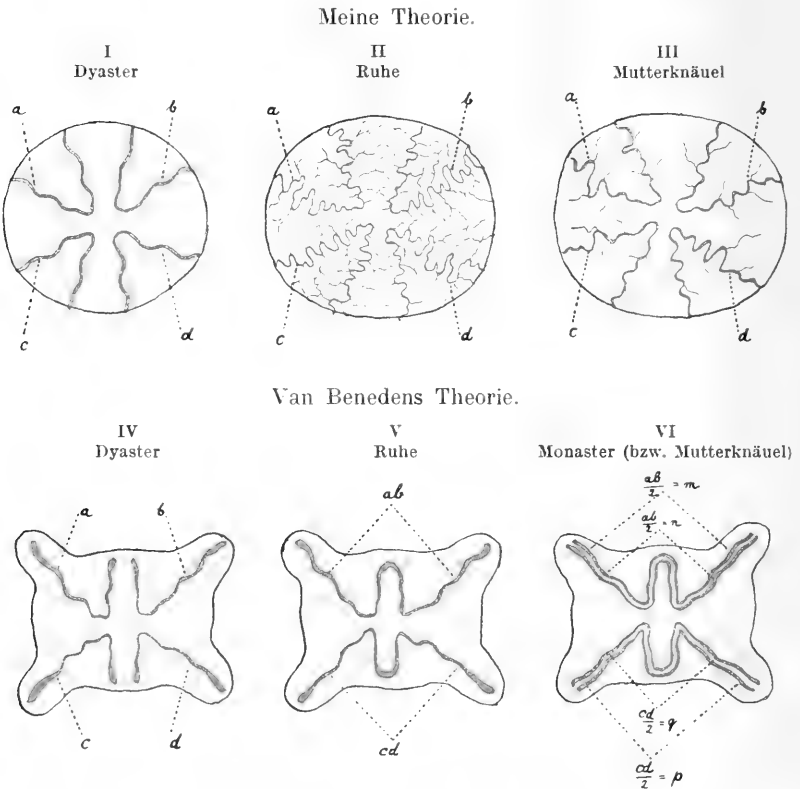 Meine Theorie.
I II III
Dyaster Ruhe Mutterknäuel
a b a b a b
c d c d c d
Van Benedens Theorie.
IV V VI
Dyaster Ruhe Monaster (bzw. Mutterknäuel)
a b ab ab/2 = m
ab/2 = n
c d cd cd/2 = q
cd/2 = p